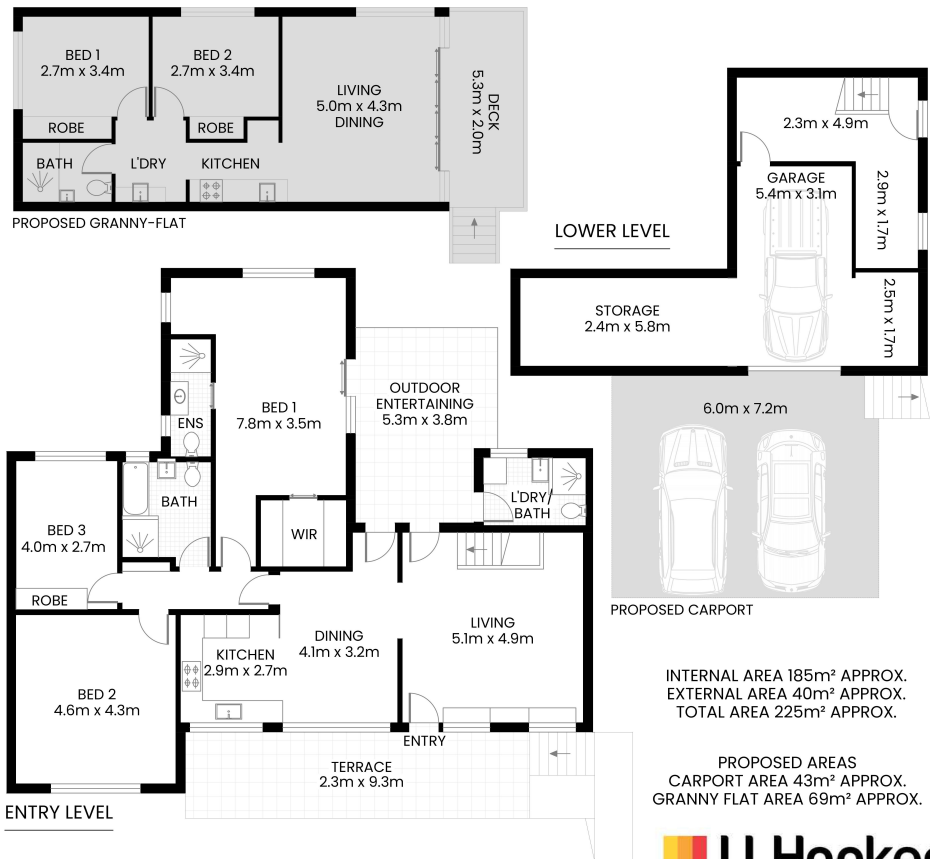 BED 1
2.7m x 3.4m
BED 2
2.7m x 3.4m
LIVING
5.0m x 4.3m
DINING
DECK
5.3m x 2.0m
ROBE
ROBE
BATH
L'DRY
KITCHEN
PROPOSED GRANNY-FLAT
2.3m x 4.9m
GARAGE
5.4m x 3.1m
2.9m x 1.7m
LOWER LEVEL
STORAGE
2.4m x 5.8m
2.5m x 1.7m
6.0m x 7.2m
PROPOSED CARPORT
OUTDOOR
ENTERTAINING
5.3m x 3.8m
BED 1
7.8m x 3.5m
ENS
BATH
L'DRY/
BATH
BED 3
4.0m x 2.7m
WIR
ROBE
LIVING
5.1m x 4.9m
DINING
4.1m x 3.2m
KITCHEN
2.9m x 2.7m
BED 2
4.6m x 4.3m
ENTRY
TERRACE
2.3m x 9.3m
ENTRY LEVEL
INTERNAL AREA 185m² APPROX.
EXTERNAL AREA 40m² APPROX.
TOTAL AREA 225m² APPROX.
PROPOSED AREAS
CARPORT AREA 43m² APPROX.
GRANNY FLAT AREA 69m² APPROX.